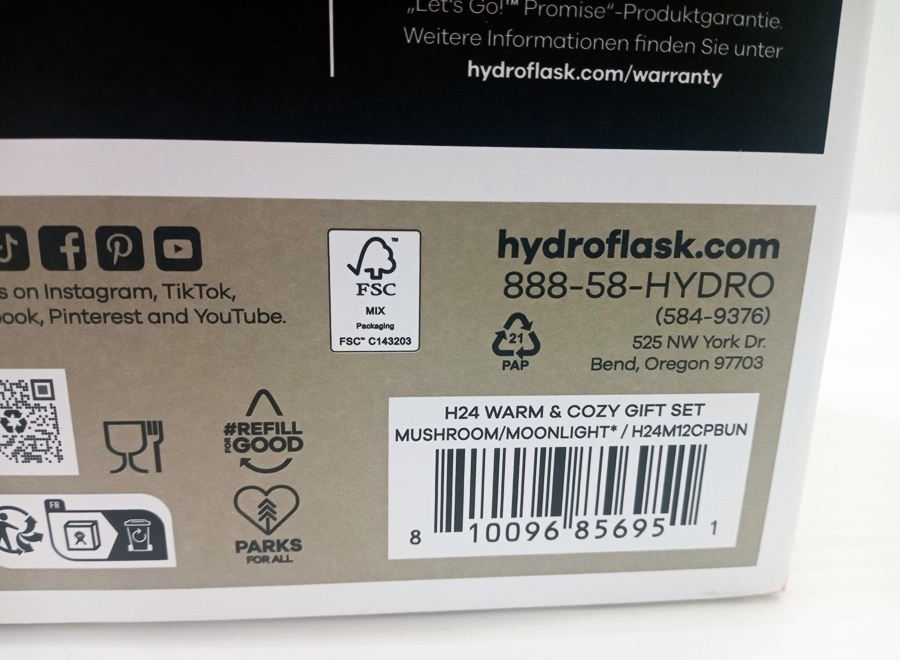 „Let's Go!™ Promise“-Produktgarantie.
Weitere Informationen finden Sie unter
hydroflask.com/warranty
s on Instagram, TikTok,
ook, Pinterest and YouTube.
FSC
MIX
Packaging
FSC™ C143203
hydroflask.com
888-58-HYDRO
(584-9376)
525 NW York Dr.
Bend, Oregon 97703
21
PAP
#REFILL
FOR GOOD
PARKS
FOR ALL
FR
H24 WARM & COZY GIFT SET
MUSHROOM/MOONLIGHT* / H24M12CPBUN
8 10096 85695 1